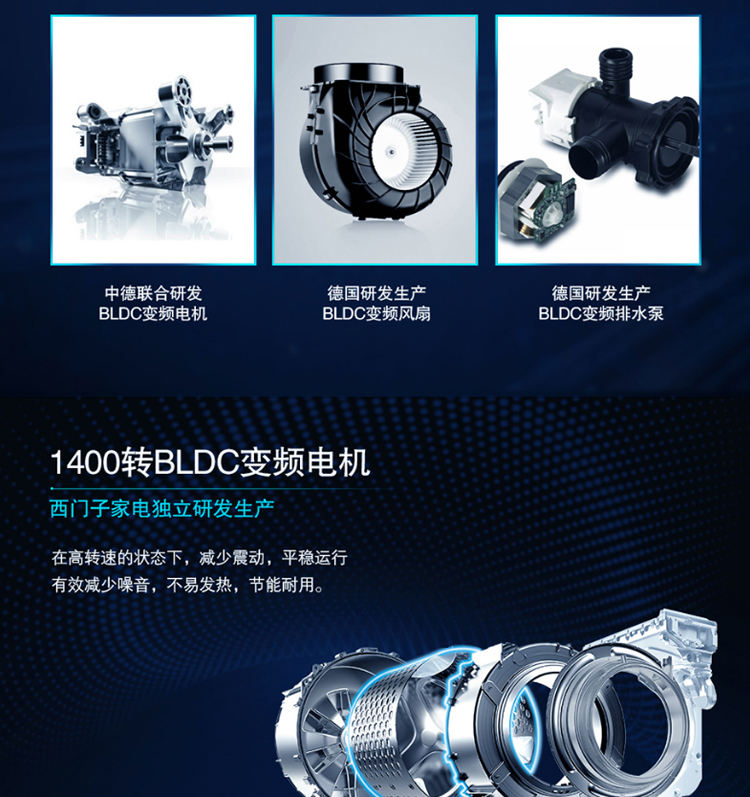 中德联合研发
BLDC变频电机
德国研发生产
BLDC变频风扇
德国研发生产
BLDC变频排水泵
1400转BLDC变频电机
西门子家电独立研发生产
在高转速的状态下，减少震动，平稳运行
有效减少噪音，不易发热，节能耐用。